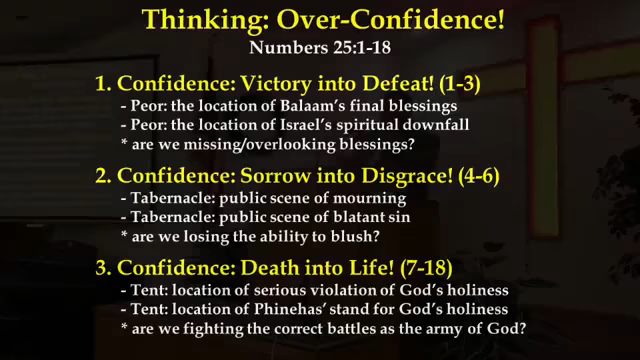 Thinking: Over-Confidence!
Numbers 25:1-18
1. Confidence: Victory into Defeat! (1-3)
- Peor: the location of Balaam's final blessings
- Peor: the location of Israel's spiritual downfall
* are we missing/overlooking blessings?
2. Confidence: Sorrow into Disgrace! (4-6)
- Tabernacle: public scene of mourning
- Tabernacle: public scene of blatant sin
* are we losing the ability to blush?
3. Confidence: Death into Life! (7-18)
- Tent: location of serious violation of God's holiness
- Tent: location of Phinehas' stand for God's holiness
* are we fighting the correct battles as the army of God?